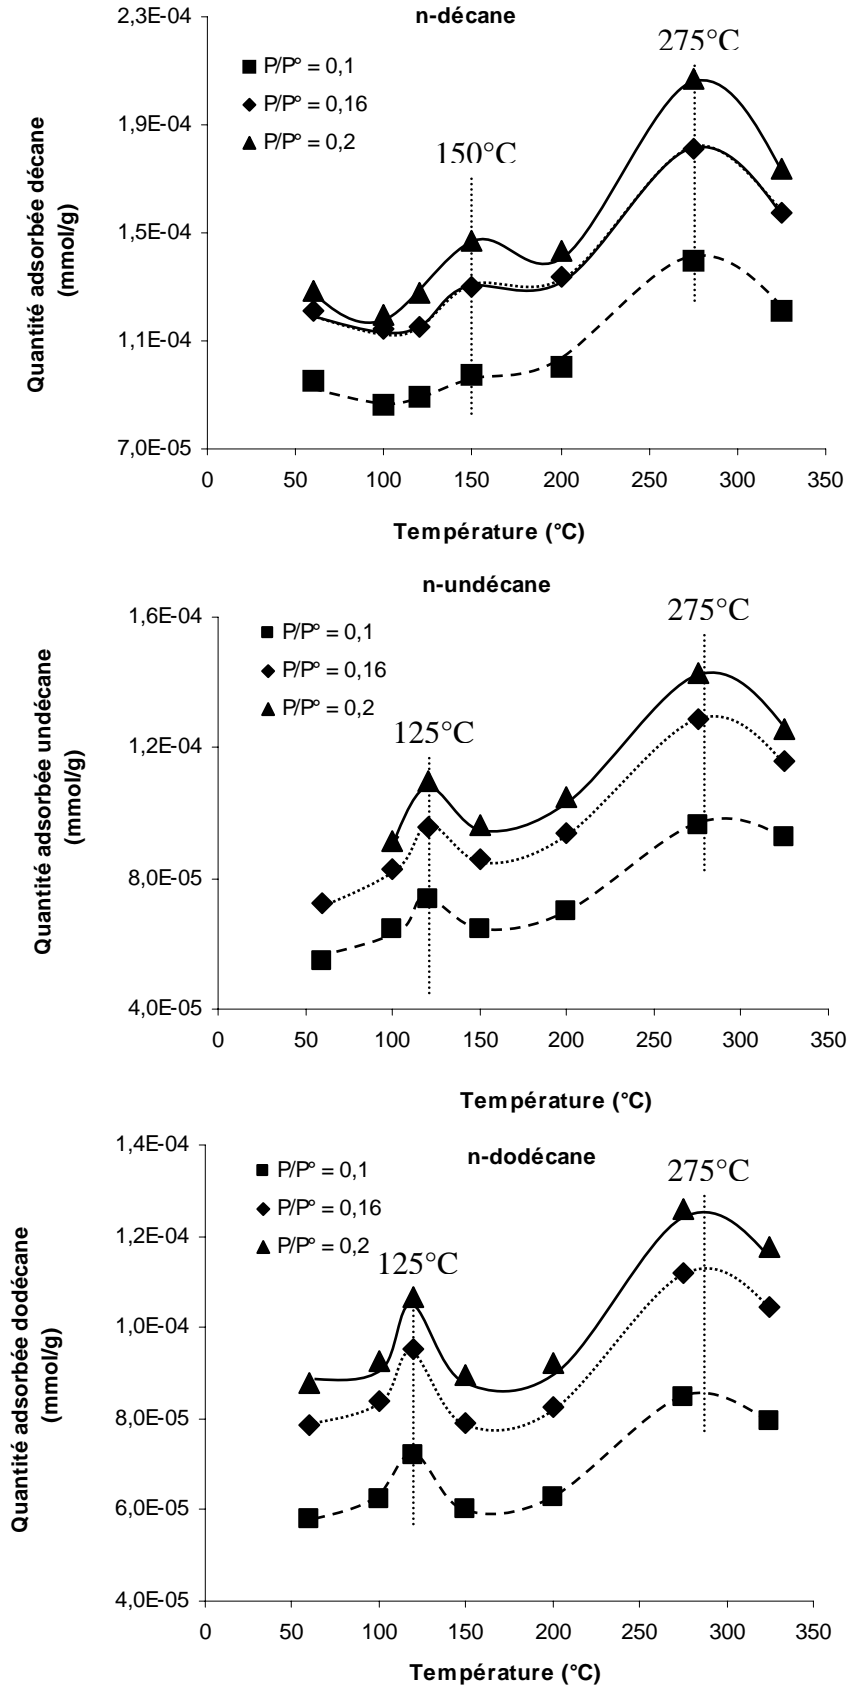 n-décane
275°C
P/P° = 0,1
P/P° = 0,16
P/P° = 0,2
150°C
Quantité adsorbée décane
(mmol/g)
2,3E-04
1,9E-04
1,5E-04
1,1E-04
7,0E-05
0 50 100 150 200 250 300 350
Température (°C)
n-undécane
275°C
P/P° = 0,1
P/P° = 0,16
P/P° = 0,2
125°C
Quantité adsorbée undécane
(mmol/g)
1,6E-04
1,2E-04
8,0E-05
4,0E-05
0 50 100 150 200 250 300 350
Température (°C)
n-dodécane
275°C
P/P° = 0,1
P/P° = 0,16
P/P° = 0,2
125°C
Quantité adsorbée dodécane
(mmol/g)
1,4E-04
1,2E-04
1,0E-04
8,0E-05
6,0E-05
4,0E-05
0 50 100 150 200 250 300 350
Température (°C)